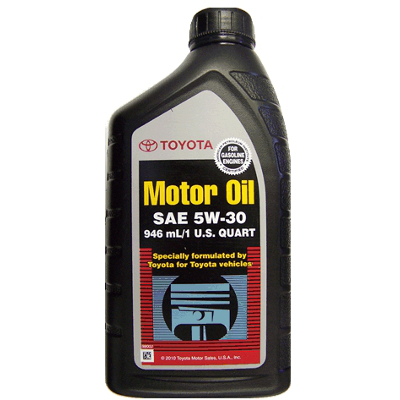 TOYOTA
FOR
GASOLINE
ENGINES
Motor Oil
SAE 5W-30
946 mL/1 U.S. QUART
Specially formulated by
Toyota for Toyota vehicles
© 2010 Toyota Motor Sales, U.S.A., Inc.